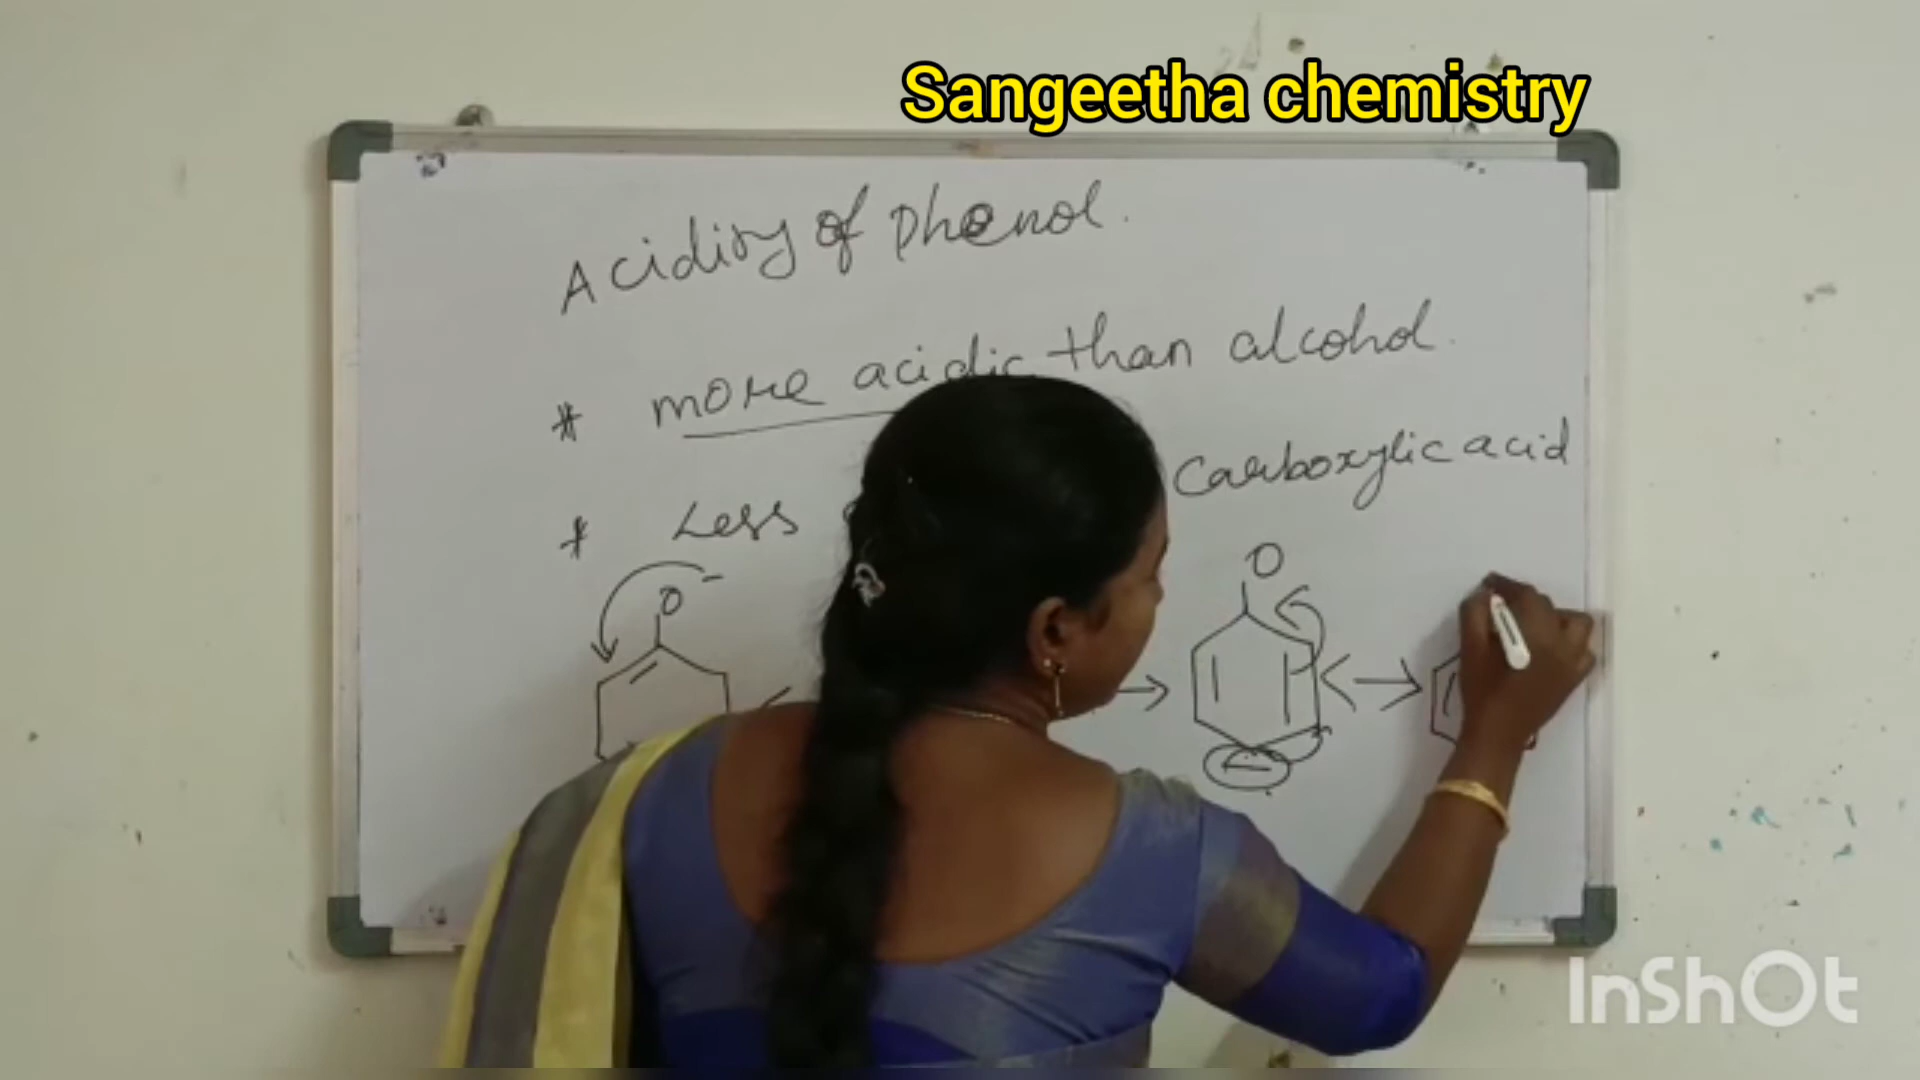 Sangeetha chemistry
Acidity of phenol.
* more acidic than alcohol.
* Less Carboxylic acid
O
O
InShOt